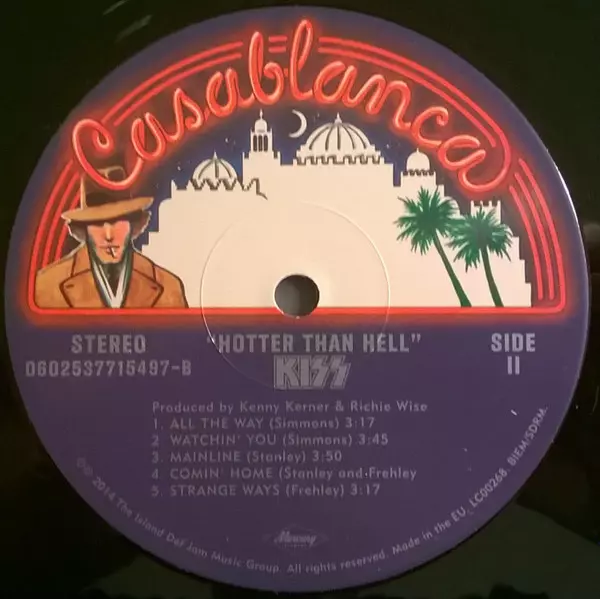 Casablanca
STEREO "HOTTER THAN HELL" SIDE
0602537715497-B KISS II
Produced by Kenny Kerner & Richie Wise
1. ALL THE WAY (Simmons) 3:17
2. WATCHIN' YOU (Simmons) 3:45
3. MAINLINE (Stanley) 3:50
4. COMIN' HOME (Stanley and Frehley
5. STRANGE WAYS (Frehley) 3:17
Mercury
℗© 2014 The Island Def Jam Music Group. All rights reserved. Made in the EU. LC00268. BIEM/SDRM.